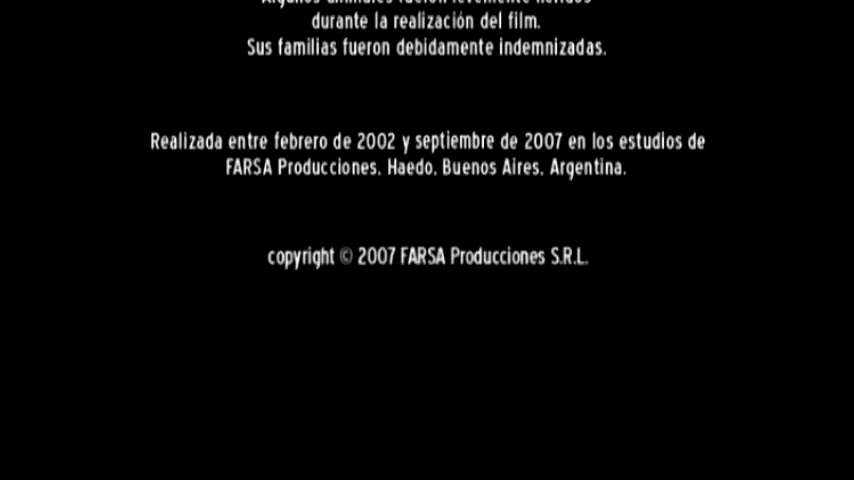 durante la realización del film.
Sus familias fueron debidamente indemnizadas.
Realizada entre febrero de 2002 y septiembre de 2007 en los estudios de
FARSA Producciones, Haedo, Buenos Aires, Argentina.
copyright © 2007 FARSA Producciones S.R.L.